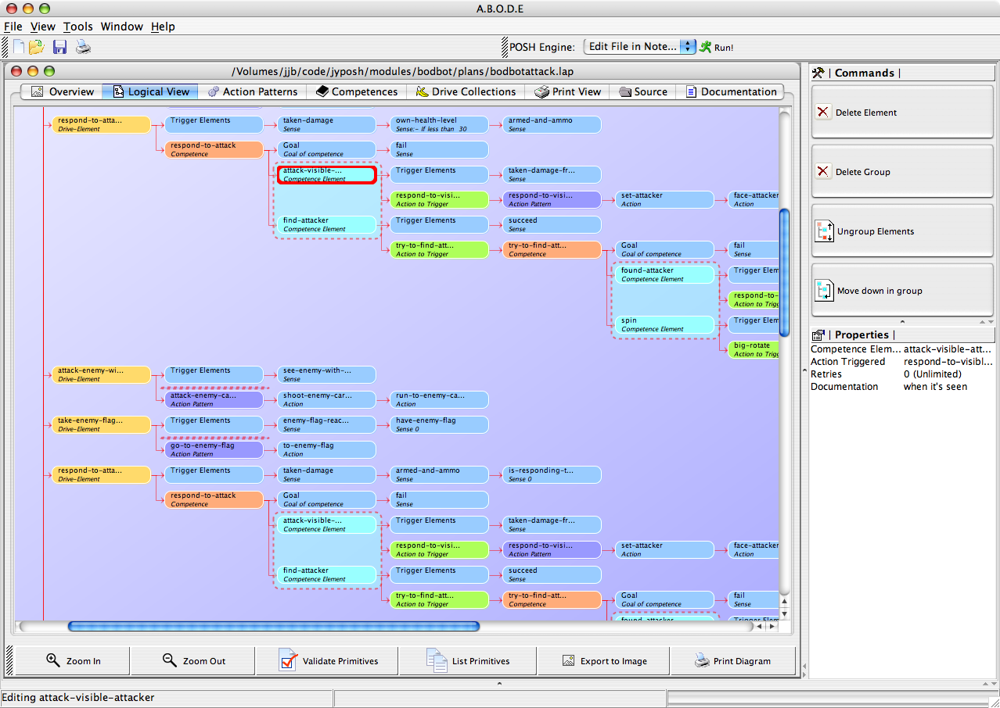 A.B.O.D.E
File View Tools Window Help
POSH Engine: Edit File in Note... Run!
/Volumes/jjb/code/jyposh/modules/bodbot/plans/bodbotattack.lap
Overview Logical View Action Patterns Competences Drive Collections Print View Source Documentation
respond-to-atta... Trigger Elements taken-damage own-health-level armed-and-ammo
Drive-Element Sense Sense:- If less than 30 Sense
respond-to-attack Goal fail
Competence Goal of competence Sense
attack-visible-... Trigger Elements taken-damage-fr...
Competence Element Sense
respond-to-visi... respond-to-visi... set-attacker face-attacker
Action to Trigger Action Pattern Action Action
find-attacker Trigger Elements succeed
Competence Element Sense
try-to-find-att... try-to-find-att... Goal fail
Action to Trigger Competence Goal of competence Sense
found-attacker Trigger Elem
Competence Element
respond-to-
Action to Trigg
spin Trigger Elem
Competence Element
big-rotate
Action to Trigg
attack-enemy-wi... Trigger Elements see-enemy-with-...
Drive-Element Sense
attack-enemy-ca... shoot-enemy-car... run-to-enemy-ca...
Action Pattern Action Action
take-enemy-flag... Trigger Elements enemy-flag-reac... have-enemy-flag
Drive-Element Sense Sense 0
go-to-enemy-flag to-enemy-flag
Action Pattern Action
respond-to-atta... Trigger Elements taken-damage armed-and-ammo is-responding-t...
Drive-Element Sense Sense Sense 0
respond-to-attack Goal fail
Competence Goal of competence Sense
attack-visible-... Trigger Elements taken-damage-fr...
Competence Element Sense
respond-to-visi... respond-to-visi... set-attacker face-attacker
Action to Trigger Action Pattern Action Action
find-attacker Trigger Elements succeed
Competence Element Sense
try-to-find-att... try-to-find-att... Goal fail
Action to Trigger Competence Goal of competence Sense
found-attacker Trigger Elem
Zoom In Zoom Out Validate Primitives List Primitives Export to Image Print Diagram
| Commands |
Delete Element
Delete Group
Ungroup Elements
Move down in group
| Properties |
Competence Elem... attack-visible-att...
Action Triggered respond-to-visibl...
Retries 0 (Unlimited)
Documentation when it's seen
Editing attack-visible-attacker